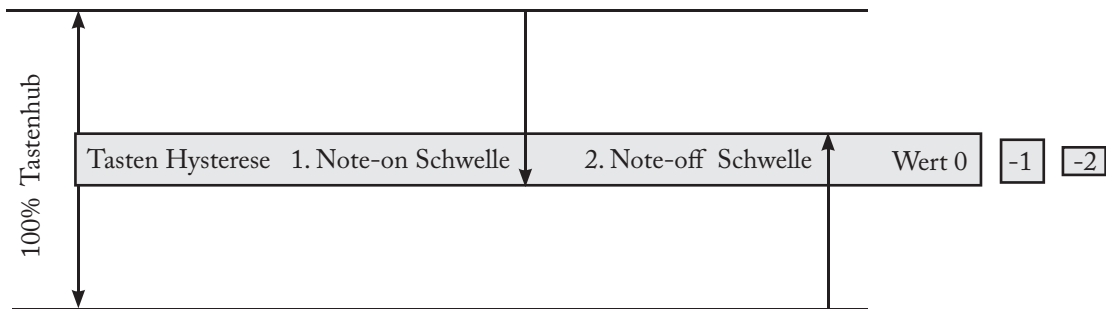 100% Tastenhub
Tasten Hysterese 1. Note-on Schwelle 2. Note-off Schwelle Wert 0 -1 -2